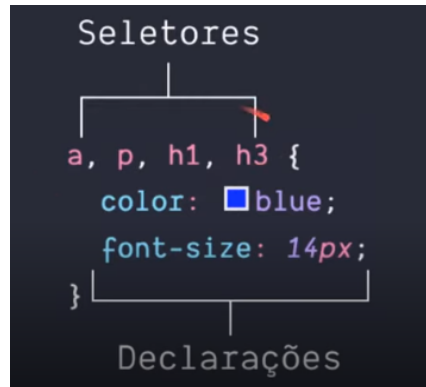 Seletores
a, p, h1, h3 {
color: blue;
font-size: 14px;
}
Declarações